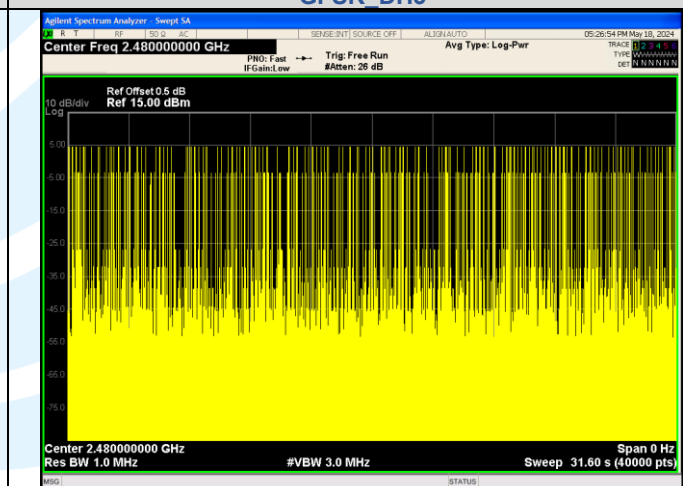 Agilent Spectrum Analyzer - Swept SA
R T RF 50 Ω AC SENSE:INT SOURCE OFF ALIGNAUTO 05:26:54 PM May 18, 2024
Center Freq 2.480000000 GHz
PNO: Fast
IFGain:Low
Trig: Free Run
#Atten: 26 dB
Avg Type: Log-Pwr
TRACE 1 2 3 4 5 6
TYPE
DET N N N N N N
Ref Offset 0.5 dB
10 dB/div Ref 15.00 dBm
Log
5.00
-5.00
-15.0
-25.0
-35.0
-45.0
-55.0
-65.0
-75.0
Center 2.480000000 GHz Span 0 Hz
Res BW 1.0 MHz #VBW 3.0 MHz Sweep 31.60 s (40000 pts)
MSG STATUS